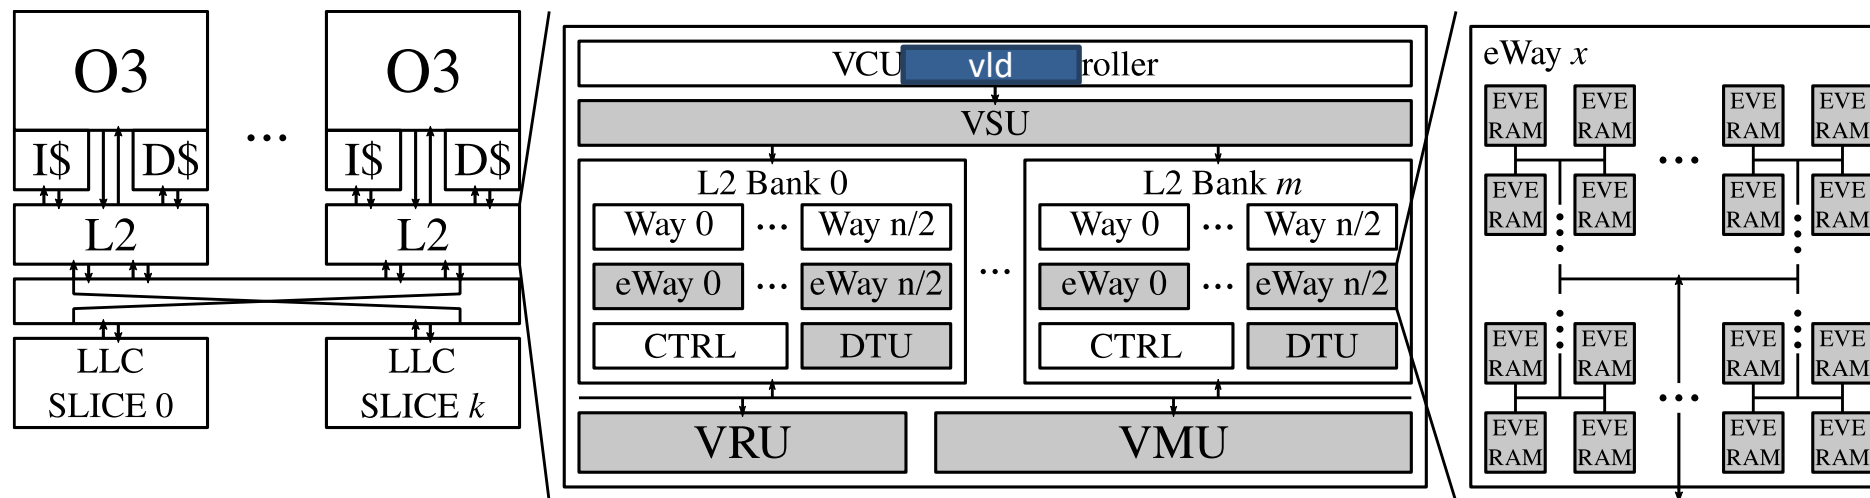 O3
I$
D$
L2
LLC
SLICE 0
...
O3
I$
D$
L2
LLC
SLICE k
VCU
vld
roller
VSU
L2 Bank 0
Way 0 ... Way n/2
eWay 0 ... eWay n/2
CTRL
DTU
...
L2 Bank m
Way 0 ... Way n/2
eWay 0 ... eWay n/2
CTRL
DTU
VRU
VMU
eWay x
EVE
RAM
EVE
RAM
...
EVE
RAM
EVE
RAM
EVE
RAM
EVE
RAM
EVE
RAM
EVE
RAM
EVE
RAM
EVE
RAM
...
EVE
RAM
EVE
RAM
EVE
RAM
EVE
RAM
EVE
RAM
EVE
RAM